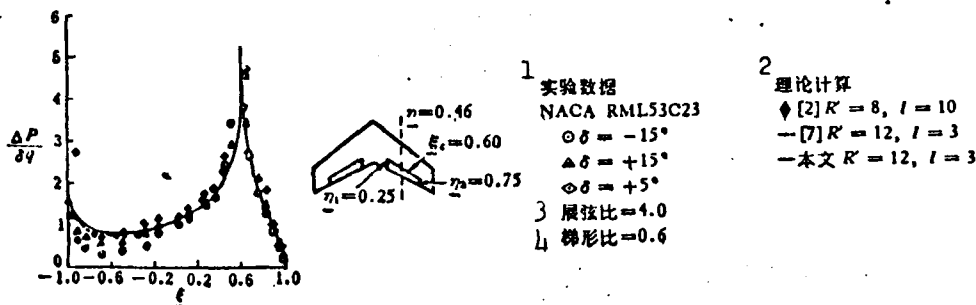 6
5
4
3
2
1
0
ΔP
δq
-1.0 -0.6 -0.2 0.2 0.6 1.0
ξ
η=0.46
ξc=0.60
η2=0.75
η1=0.25
1
实验数据
NACA RML53C23
⊙δ = −15°
△δ = +15°
◇δ = +5°
3 展弦比=4.0
4 梯形比=0.6
2
理论计算
♦[2] R′ = 8, l = 10
—[7] R′ = 12, l = 3
—本文 R′ = 12, l = 3